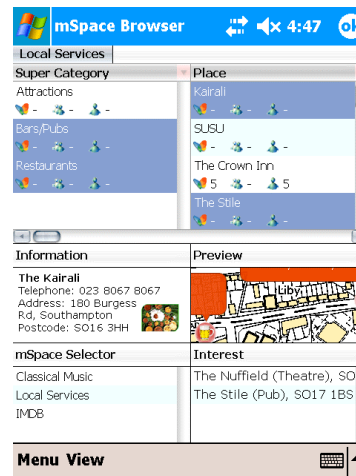 mSpace Browser 4:47 ok
Local Services
Super Category
Attractions
- - -
Bars/Pubs
- - -
Restaurants
- - -
Place
Kairali
- - -
SUSU
- - -
The Crown Inn
5 - 5
The Stile
- - -
Information
The Kairali
Telephone: 023 8067 8067
Address: 180 Burgess
Rd, Southampton
Postcode: SO16 3HH
Preview
Liby
mSpace Selector
Classical Music
Local Services
IMDB
Interest
The Nuffield (Theatre), SO
The Stile (Pub), SO17 1BS
Menu View